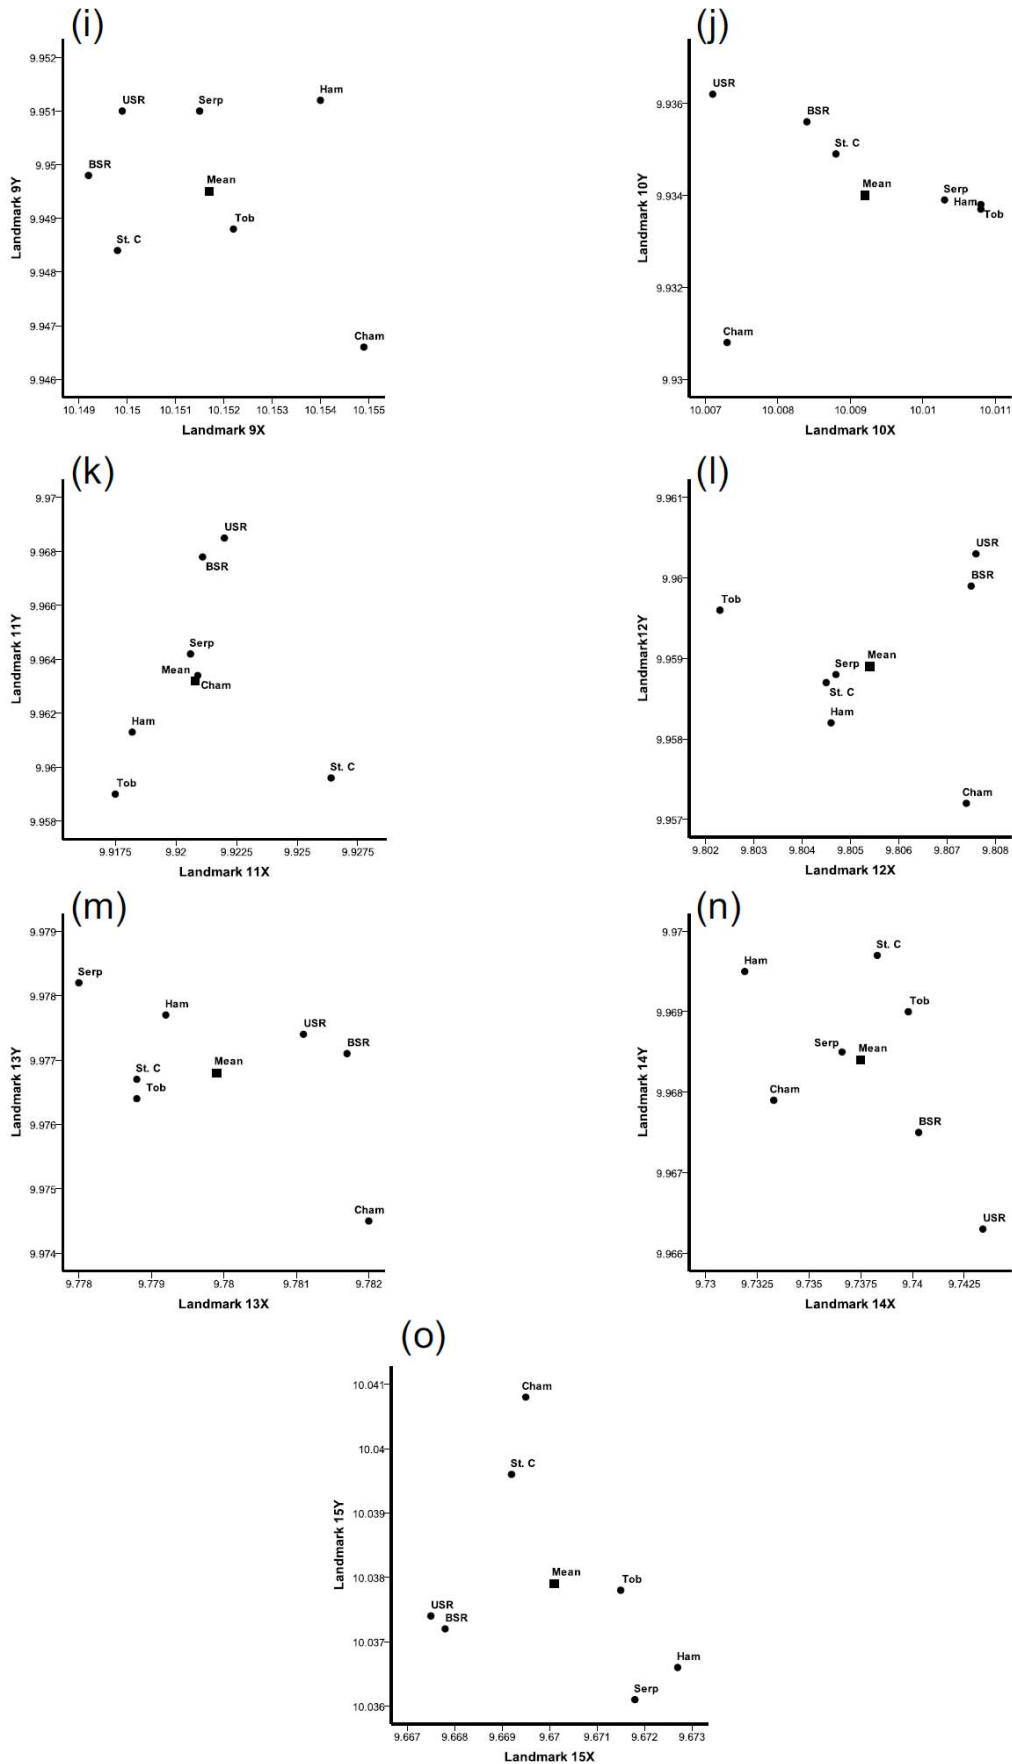 (i)
9.952
9.951
9.95
9.949
9.948
9.947
9.946
Landmark 9Y
USR
Serp
Ham
BSR
Mean
Tob
St. C
Cham
10.149 10.15 10.151 10.152 10.153 10.154 10.155
Landmark 9X
(j)
9.936
9.934
9.932
9.93
Landmark 10Y
USR
BSR
St. C
Mean
Serp
Ham
Tob
Cham
10.007 10.008 10.009 10.01 10.011
Landmark 10X
(k)
9.97
9.968
9.966
9.964
9.962
9.96
9.958
Landmark 11Y
USR
BSR
Serp
Mean
Cham
Ham
St. C
Tob
9.9175 9.92 9.9225 9.925 9.9275
Landmark 11X
(l)
9.961
9.96
9.959
9.958
9.957
Landmark12Y
USR
BSR
Tob
Mean
Serp
St. C
Ham
Cham
9.802 9.803 9.804 9.805 9.806 9.807 9.808
Landmark 12X
(m)
9.979
9.978
9.977
9.976
9.975
9.974
Landmark 13Y
Serp
Ham
USR
BSR
St. C
Mean
Tob
Cham
9.778 9.779 9.78 9.781 9.782
Landmark 13X
(n)
9.97
9.969
9.968
9.967
9.966
Landmark 14Y
St. C
Ham
Tob
Serp
Mean
Cham
BSR
USR
9.73 9.7325 9.735 9.7375 9.74 9.7425
Landmark 14X
(o)
10.041
10.04
10.039
10.038
10.037
10.036
Landmark 15Y
Cham
St. C
Mean
Tob
USR
BSR
Ham
Serp
9.667 9.668 9.669 9.67 9.671 9.672 9.673
Landmark 15X